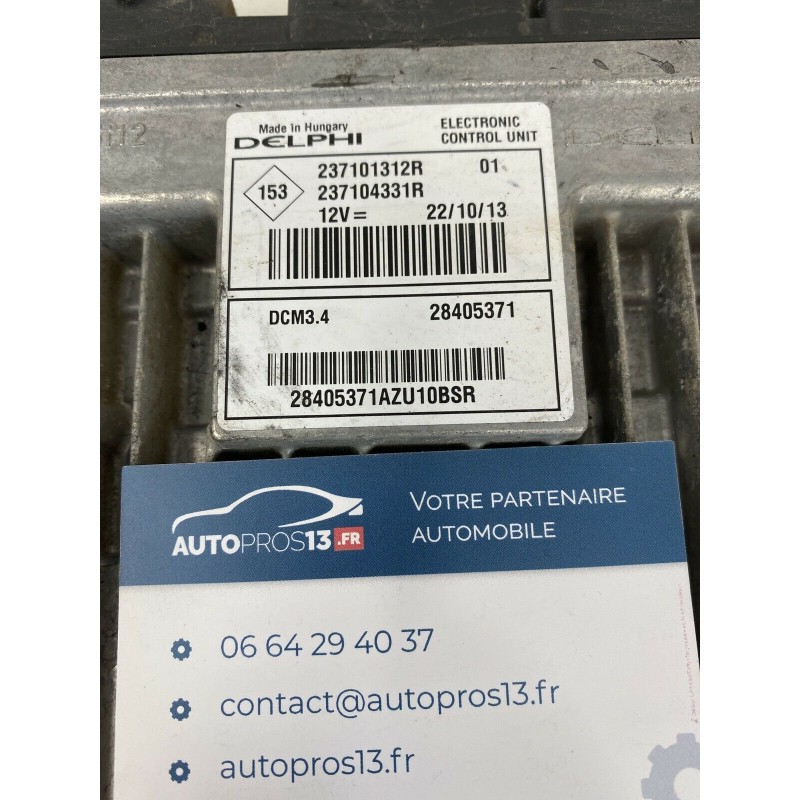 Made in Hungary
DELPHI
ELECTRONIC
CONTROL UNIT
153
237101312R 01
237104331R
12V = 22/10/13
DCM3.4 28405371
28405371AZU10BSR
AUTOPROS13.FR
VOTRE PARTENAIRE
AUTOMOBILE
06 64 29 40 37
contact@autopros13.fr
autopros13.fr